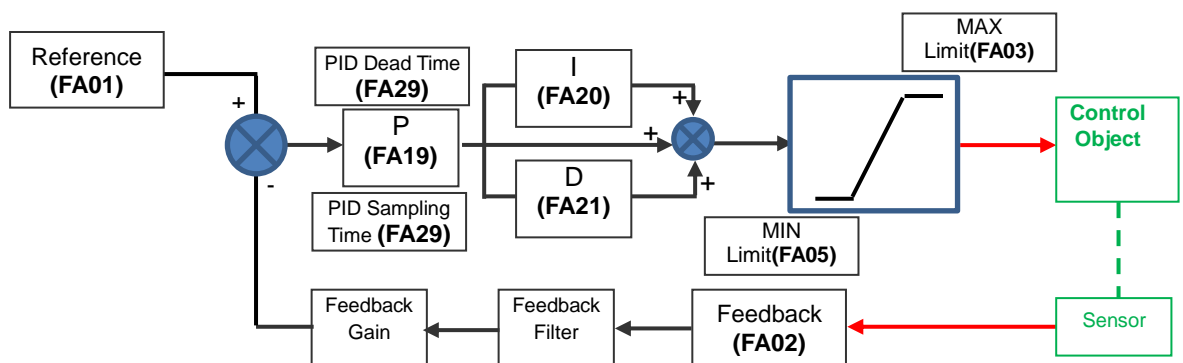 Reference
(FA01)
+
-
PID Dead Time
(FA29)
P
(FA19)
PID Sampling
Time (FA29)
I
(FA20)
D
(FA21)
+
+
+
MAX
Limit(FA03)
MIN
Limit(FA05)
Control
Object
Sensor
Feedback
(FA02)
Feedback
Filter
Feedback
Gain